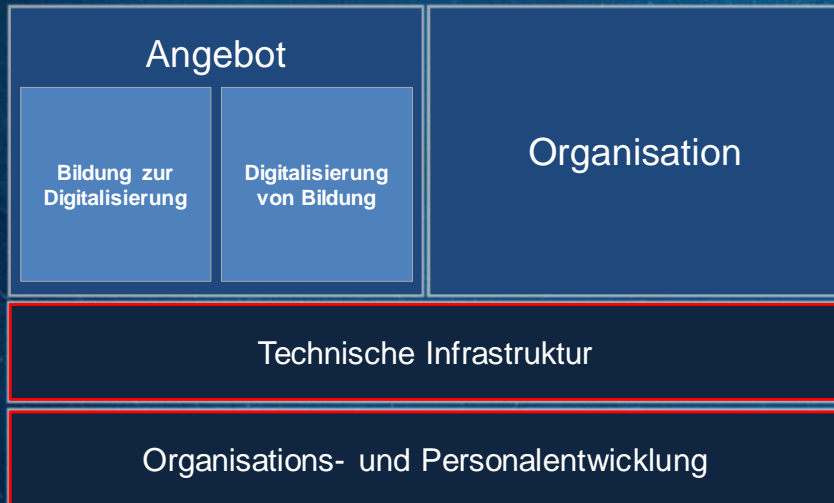 Angebot
Bildung zur
Digitalisierung
Digitalisierung
von Bildung
Organisation
Technische Infrastruktur
Organisations- und Personalentwicklung